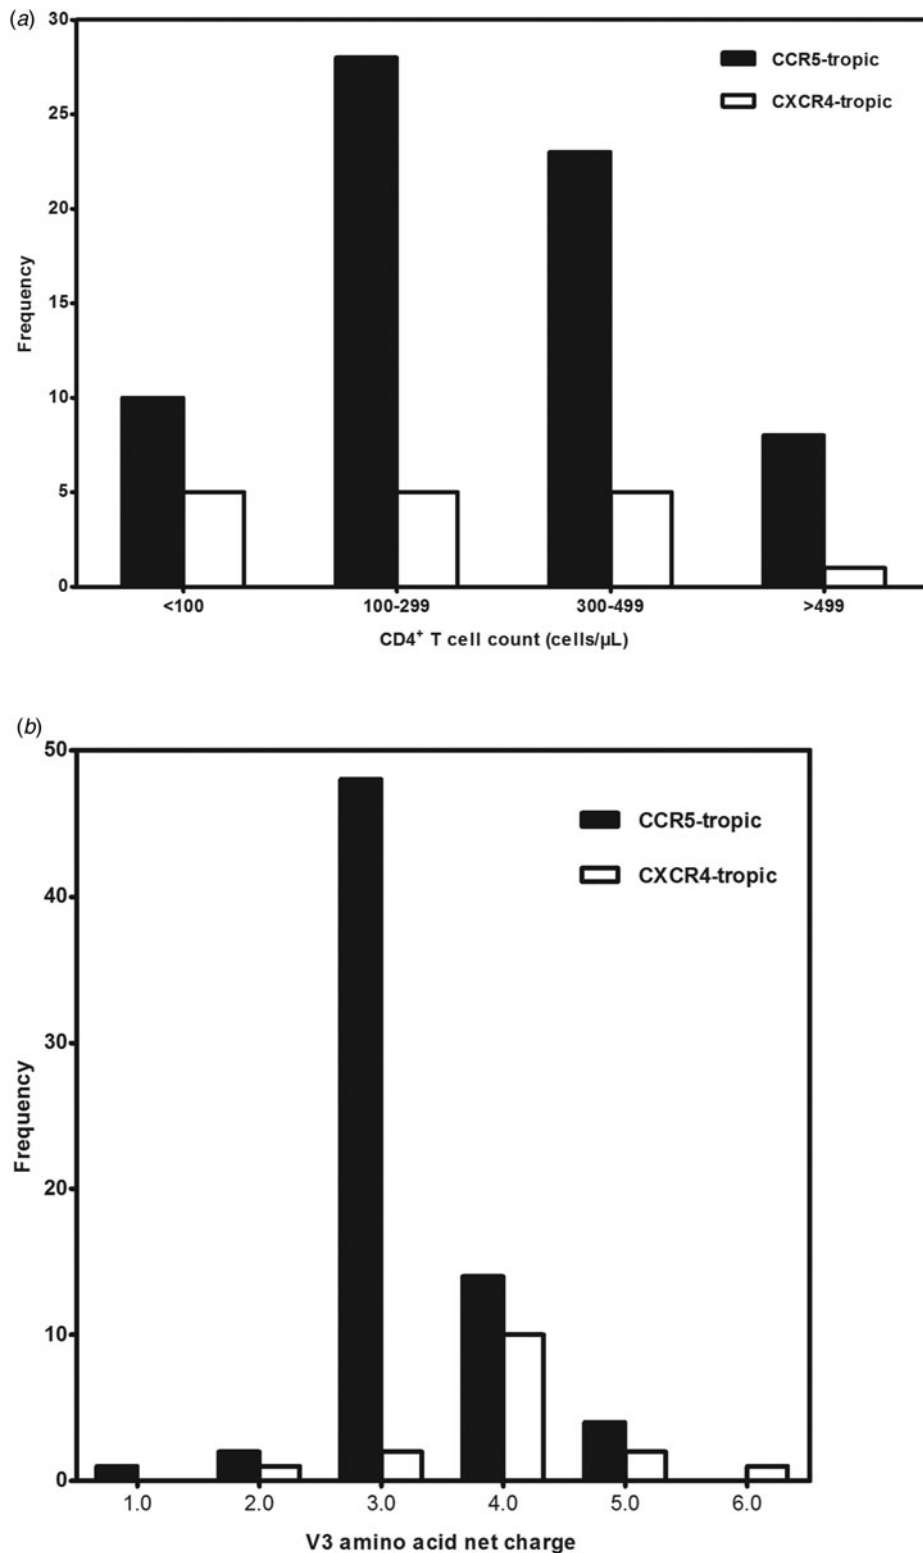 (a)
30
25
20
15
10
5
0
Frequency
CCR5-tropic
CXCR4-tropic
<100 100-299 300-499 >499
CD4+ T cell count (cells/µL)
(b)
50
40
30
20
10
0
Frequency
CCR5-tropic
CXCR4-tropic
1.0 2.0 3.0 4.0 5.0 6.0
V3 amino acid net charge